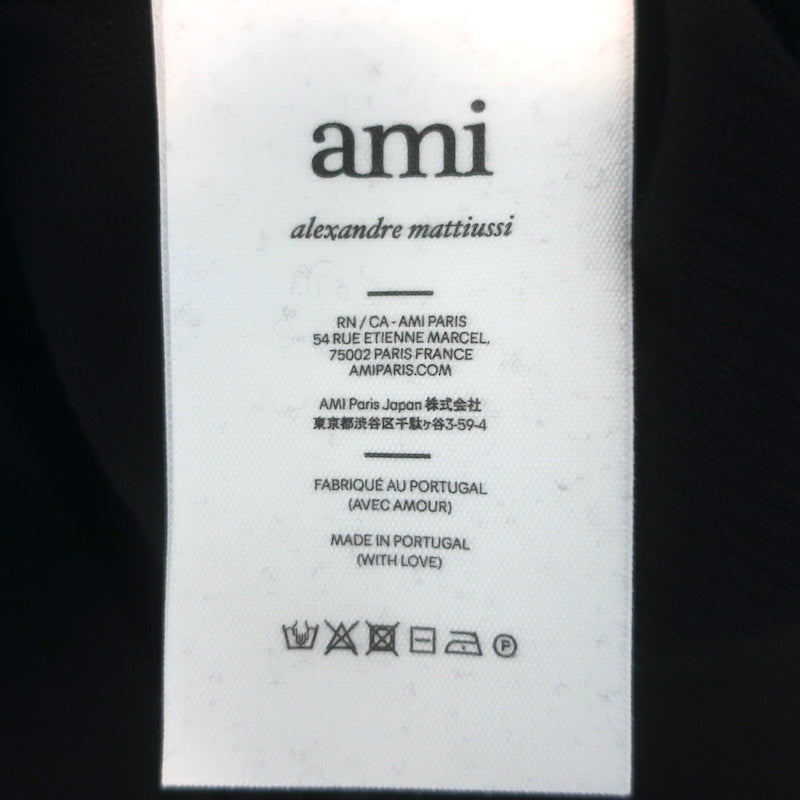 ami
alexandre mattiussi
RN / CA - AMI PARIS
54 RUE ETIENNE MARCEL,
75002 PARIS FRANCE
AMIPARIS.COM
AMI Paris Japan 株式会社
東京都渋谷区千駄ヶ谷3-59-4
FABRIQUÉ AU PORTUGAL
(AVEC AMOUR)
MADE IN PORTUGAL
(WITH LOVE)
P